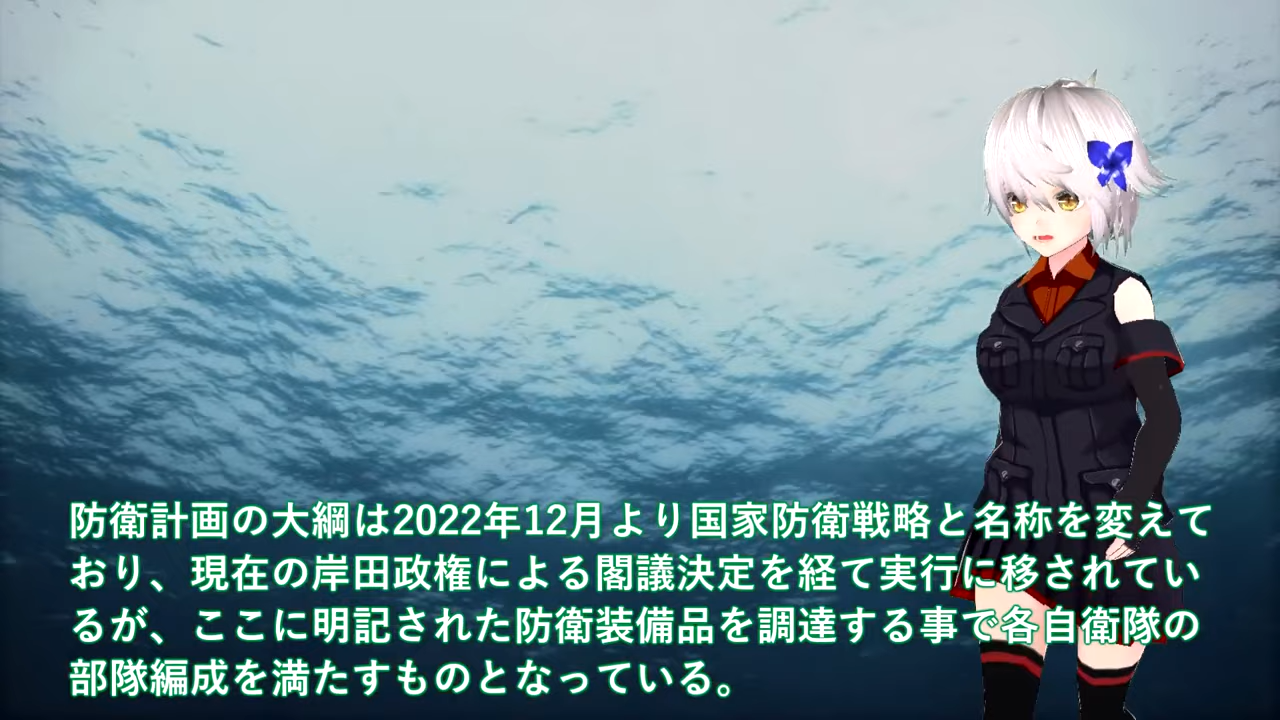 防衛計画の大綱は2022年12月より国家防衛戦略と名称を変えて
おり、現在の岸田政権による閣議決定を経て実行に移されてい
るが、ここに明記された防衛装備品を調達する事で各自衛隊の
部隊編成を満たすものとなっている。